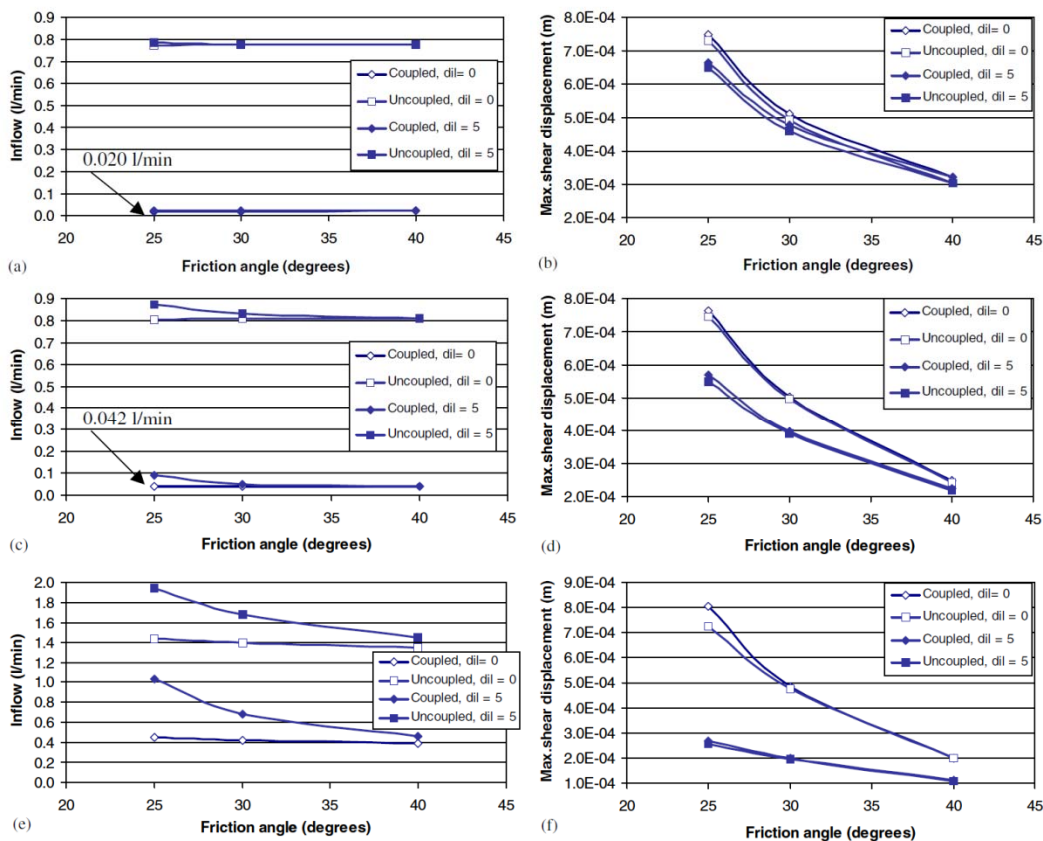 0.9
0.8
0.7
0.6
0.5
0.4
0.3
0.2
0.1
0.0
Inflow (l/min)
20
25
30
35
40
45
Friction angle (degrees)
Coupled, dil= 0
Uncoupled, dil = 0
Coupled, dil = 5
Uncoupled, dil = 5
0.020 l/min
(a)
8.0E-04
7.0E-04
6.0E-04
5.0E-04
4.0E-04
3.0E-04
2.0E-04
Max.shear displacement (m)
20
25
30
35
40
45
Friction angle (degrees)
Coupled, dil = 0
Uncoupled, dil = 0
Coupled, dil = 5
Uncoupled, dil = 5
(b)
0.9
0.8
0.7
0.6
0.5
0.4
0.3
0.2
0.1
0.0
Inflow (l/min)
20
25
30
35
40
45
Friction angle (degrees)
Coupled, dil= 0
Uncoupled, dil = 0
Coupled, dil = 5
Uncoupled, dil = 5
0.042 l/min
(c)
8.0E-04
7.0E-04
6.0E-04
5.0E-04
4.0E-04
3.0E-04
2.0E-04
Max.shear displacement (m)
20
25
30
35
40
45
Friction angle (degrees)
Coupled, dil = 0
Uncoupled, dil = 0
Coupled, dil = 5
Uncoupled, dil = 5
(d)
2.0
1.8
1.6
1.4
1.2
1.0
0.8
0.6
0.4
0.2
0.0
Inflow (l/min)
20
25
30
35
40
45
Friction angle (degrees)
Coupled, dil= 0
Uncoupled, dil = 0
Coupled, dil = 5
Uncoupled, dil = 5
(e)
9.0E-04
8.0E-04
7.0E-04
6.0E-04
5.0E-04
4.0E-04
3.0E-04
2.0E-04
1.0E-04
Max.shear displacement (m)
20
25
30
35
40
45
Friction angle (degrees)
Coupled, dil = 0
Uncoupled, dil = 0
Coupled, dil = 5
Uncoupled, dil = 5
(f)